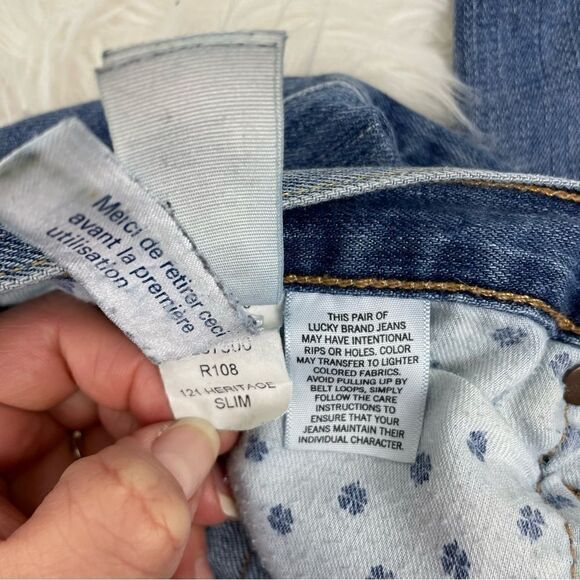 Merci de retirer ceci
avant la première
utilisation
R108
121 HERITAGE
SLIM
THIS PAIR OF
LUCKY BRAND JEANS
MAY HAVE INTENTIONAL
RIPS OR HOLES. COLOR
MAY TRANSFER TO LIGHTER
COLORED FABRICS.
AVOID PULLING UP BY
BELT LOOPS, SIMPLY
FOLLOW THE CARE
INSTRUCTIONS TO
ENSURE THAT YOUR
JEANS MAINTAIN THEIR
INDIVIDUAL CHARACTER.